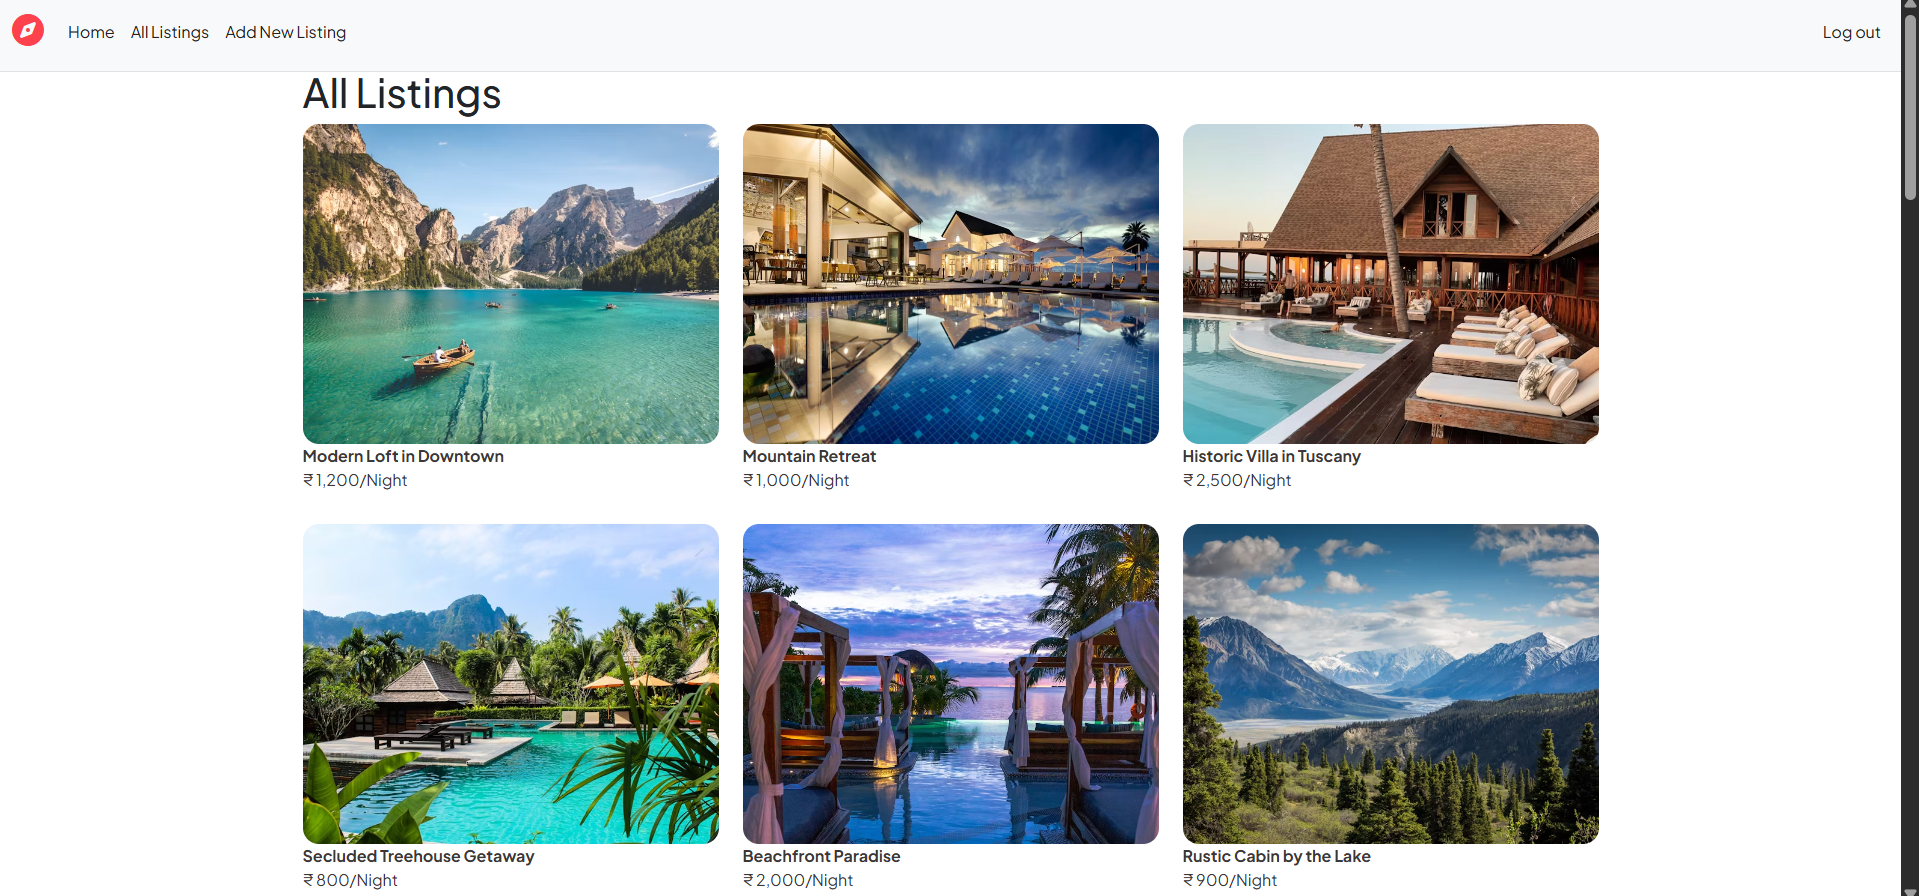 Home All Listings Add New Listing Log out
All Listings
Modern Loft in Downtown
₹1,200/Night
Mountain Retreat
₹1,000/Night
Historic Villa in Tuscany
₹2,500/Night
Secluded Treehouse Getaway
₹800/Night
Beachfront Paradise
₹2,000/Night
Rustic Cabin by the Lake
₹900/Night